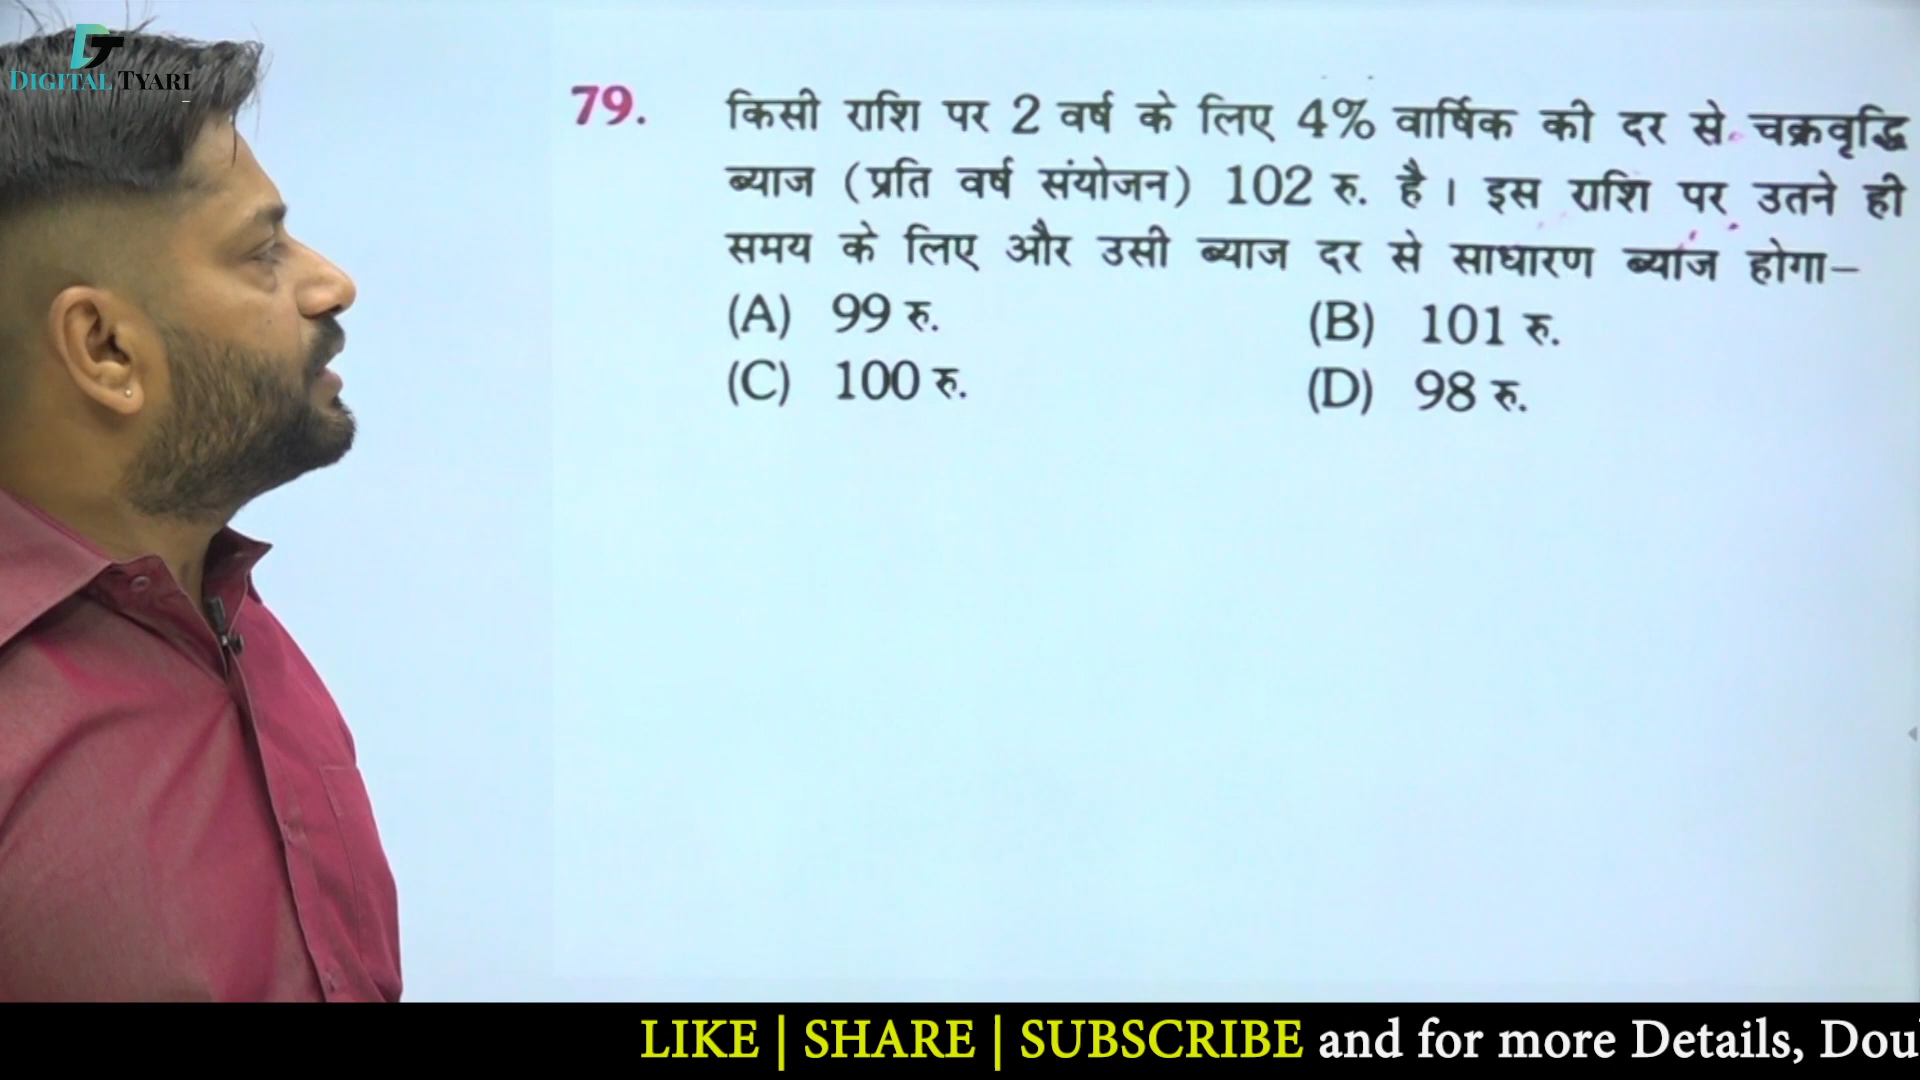 DIGITAL TYARI
79. किसी राशि पर 2 वर्ष के लिए 4% वार्षिक की दर से चक्रवृद्धि
ब्याज (प्रति वर्ष संयोजन) 102 रु. है। इस राशि पर उतने ही
समय के लिए और उसी ब्याज दर से साधारण ब्याज होगा–
(A) 99 रु. (B) 101 रु.
(C) 100 रु. (D) 98 रु.
LIKE | SHARE | SUBSCRIBE and for more Details, Dou